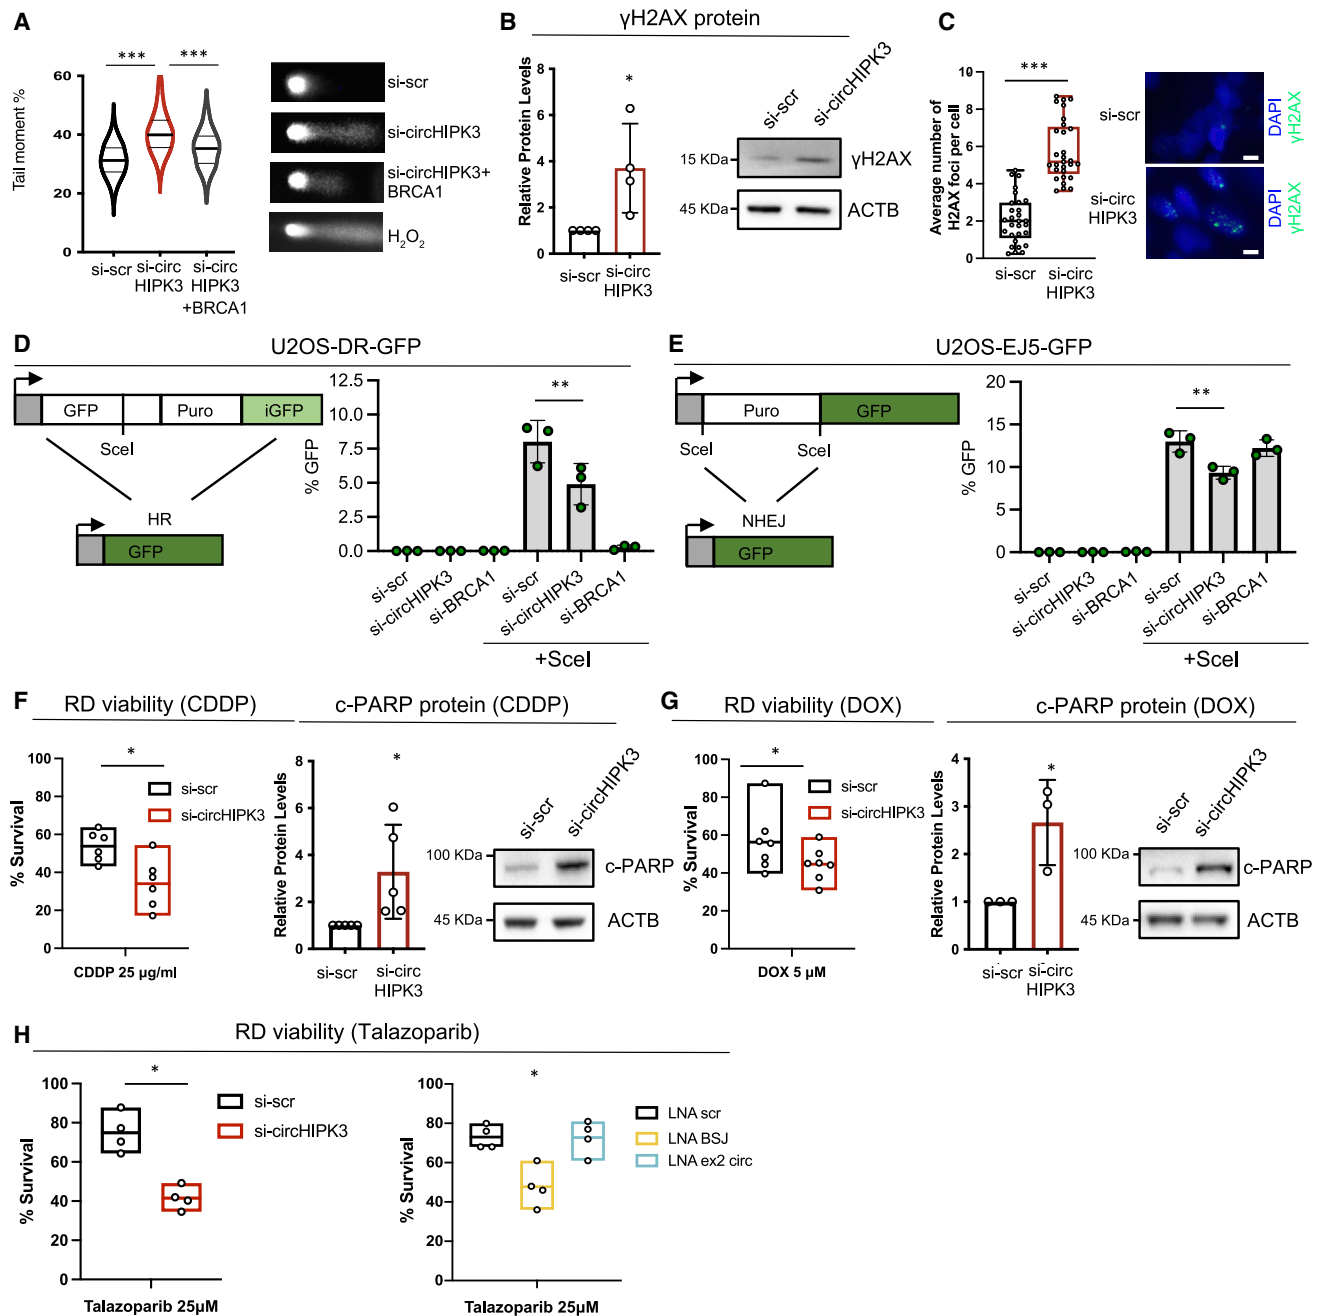 A
Tail moment %
60
40
20
0
***
***
si-scr
si-circ
HIPK3
si-circ
HIPK3
+BRCA1
si-scr
si-circHIPK3
si-circHIPK3+
BRCA1
H2O2
B
γH2AX protein
Relative Protein Levels
8
6
4
2
0
*
si-scr
si-circ
HIPK3
si-scr
si-circHIPK3
15 KDa
γH2AX
45 KDa
ACTB
C
Average number of
H2AX foci per cell
10
8
6
4
2
0
***
si-scr
si-circ
HIPK3
si-scr
si-circ
HIPK3
DAPI
γH2AX
DAPI
γH2AX
D
U2OS-DR-GFP
GFP
Puro
iGFP
SceI
HR
GFP
% GFP
12.5
10.0
7.5
5.0
2.5
0.0
**
si-scr
si-circHIPK3
si-BRCA1
si-scr
si-circHIPK3
si-BRCA1
+SceI
E
U2OS-EJ5-GFP
Puro
GFP
SceI
SceI
NHEJ
GFP
% GFP
20
15
10
5
0
**
si-scr
si-circHIPK3
si-BRCA1
si-scr
si-circHIPK3
si-BRCA1
+SceI
F
RD viability (CDDP)
% Survival
100
80
60
40
20
0
*
si-scr
si-circHIPK3
CDDP 25 µg/ml
c-PARP protein (CDDP)
Relative Protein Levels
8
6
4
2
0
*
si-scr
si-circ
HIPK3
si-scr
si-circHIPK3
100 KDa
c-PARP
45 KDa
ACTB
G
RD viability (DOX)
% Survival
100
80
60
40
20
0
*
si-scr
si-circHIPK3
DOX 5 µM
c-PARP protein (DOX)
Relative Protein Levels
4
3
2
1
0
*
si-scr
si-circ
HIPK3
si-scr
si-circHIPK3
100 KDa
c-PARP
45 KDa
ACTB
H
RD viability (Talazoparib)
% Survival
100
80
60
40
20
0
*
si-scr
si-circHIPK3
Talazoparib 25µM
% Survival
100
80
60
40
20
0
*
LNA scr
LNA BSJ
LNA ex2 circ
Talazoparib 25µM